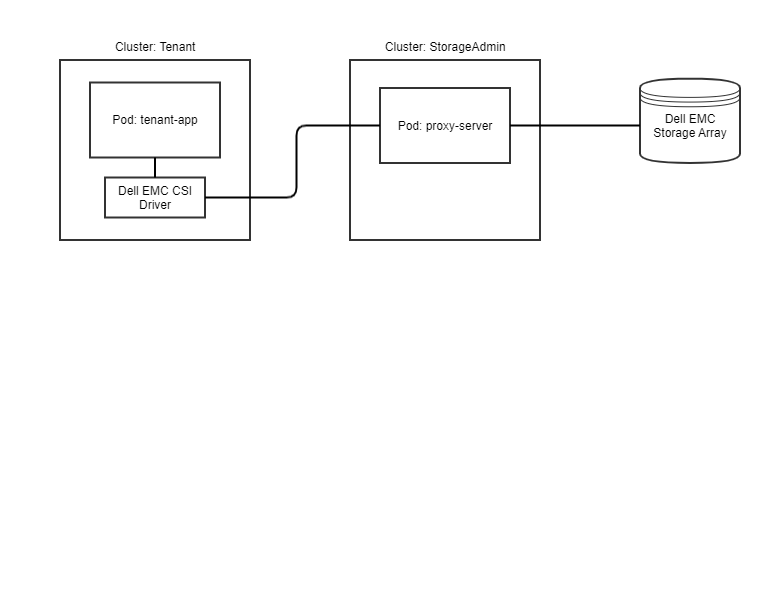 Cluster: Tenant
Cluster: StorageAdmin
Pod: tenant-app
Dell EMC CSI
Driver
Pod: proxy-server
Dell EMC
Storage Array